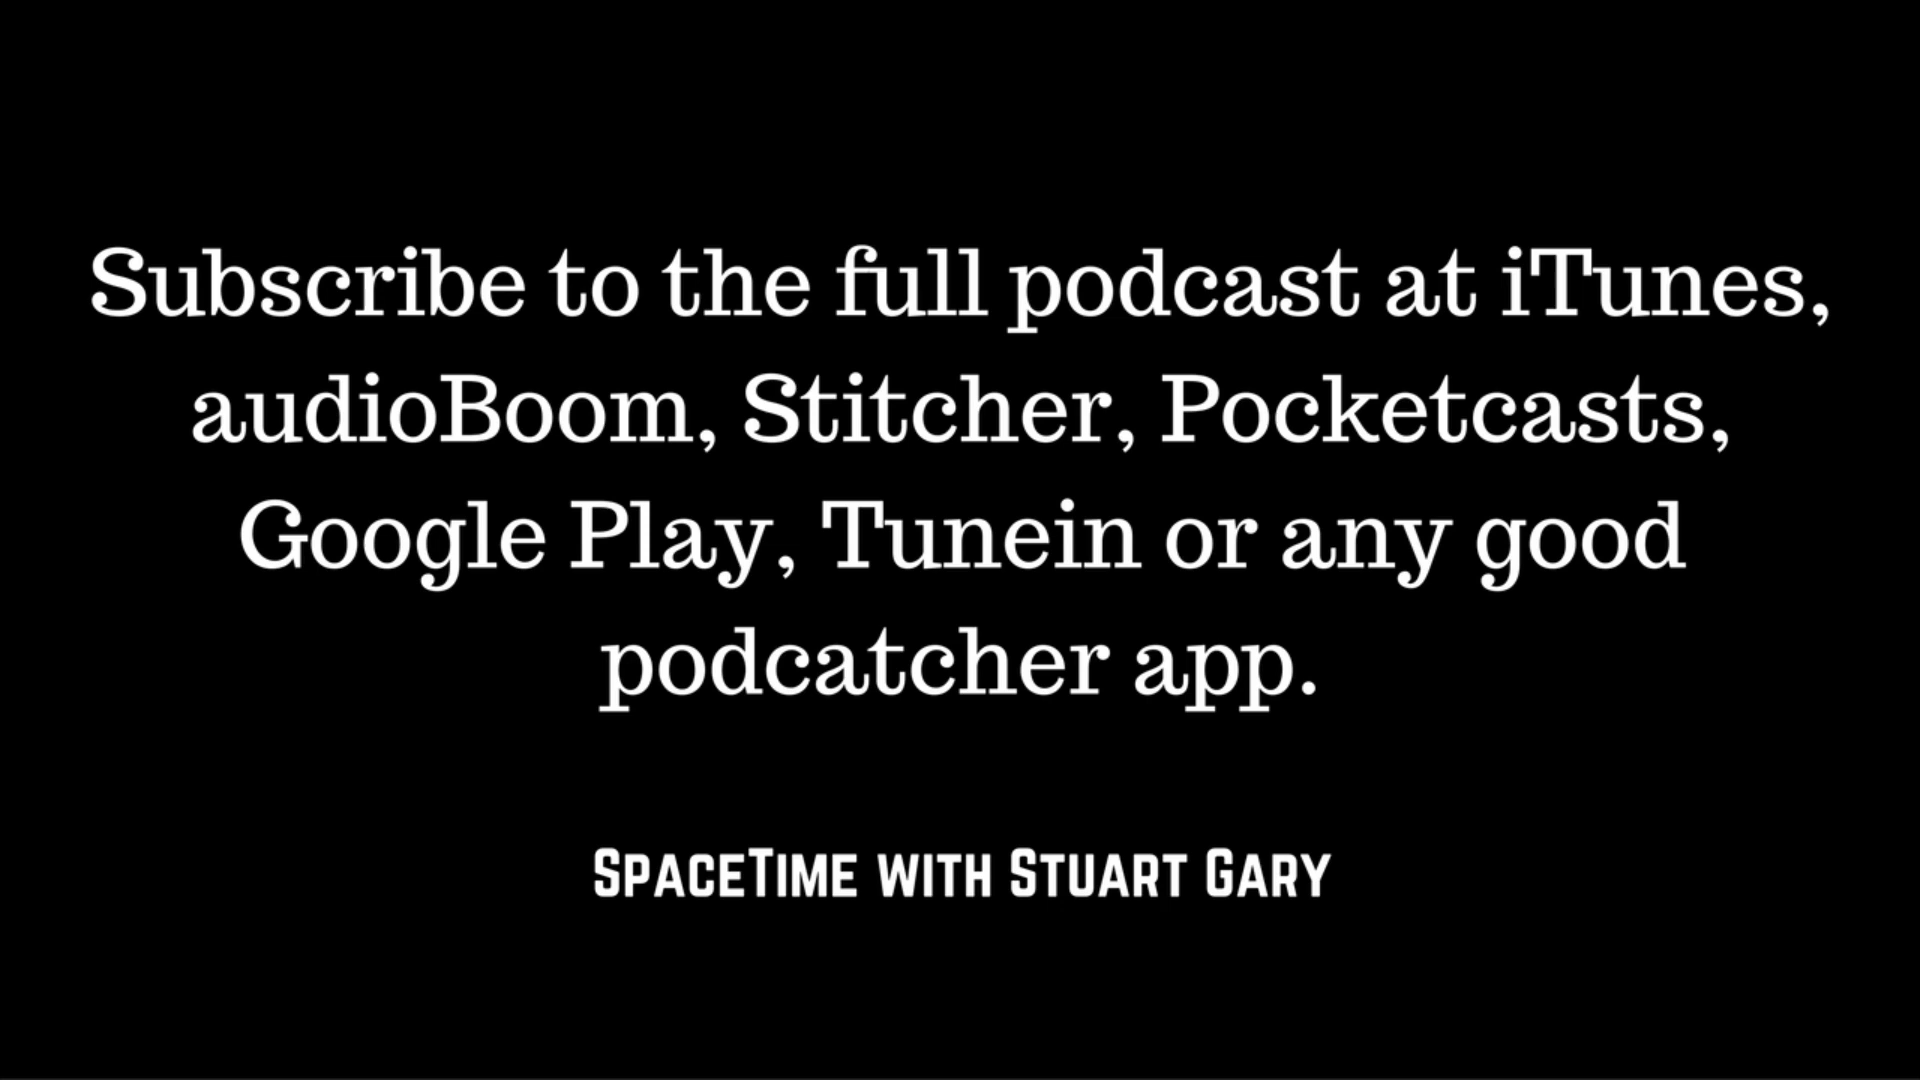 Subscribe to the full podcast at iTunes,
audioBoom, Stitcher, Pocketcasts,
Google Play, Tunein or any good
podcatcher app.
SpaceTime with Stuart Gary